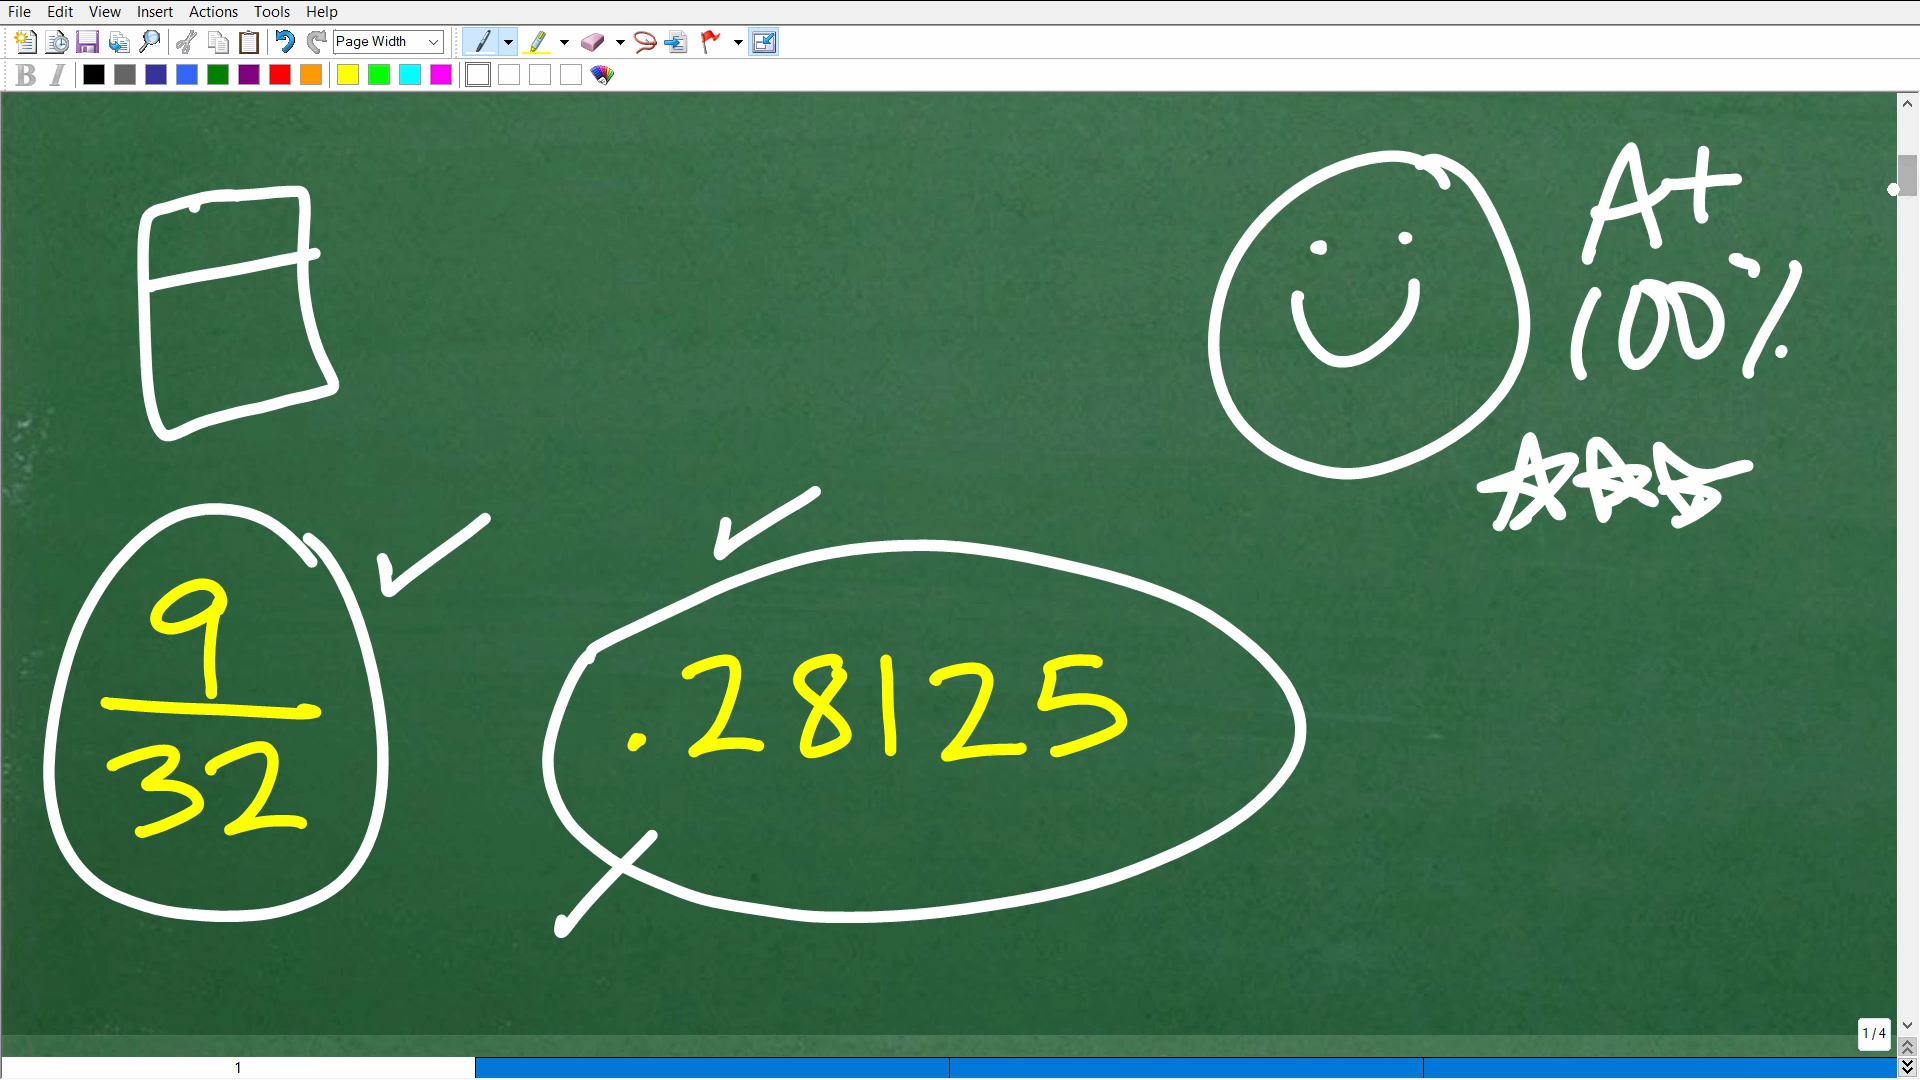 File Edit View Insert Actions Tools Help
Page Width
B I
A+
100%
9
32
.28125
1 / 4
1